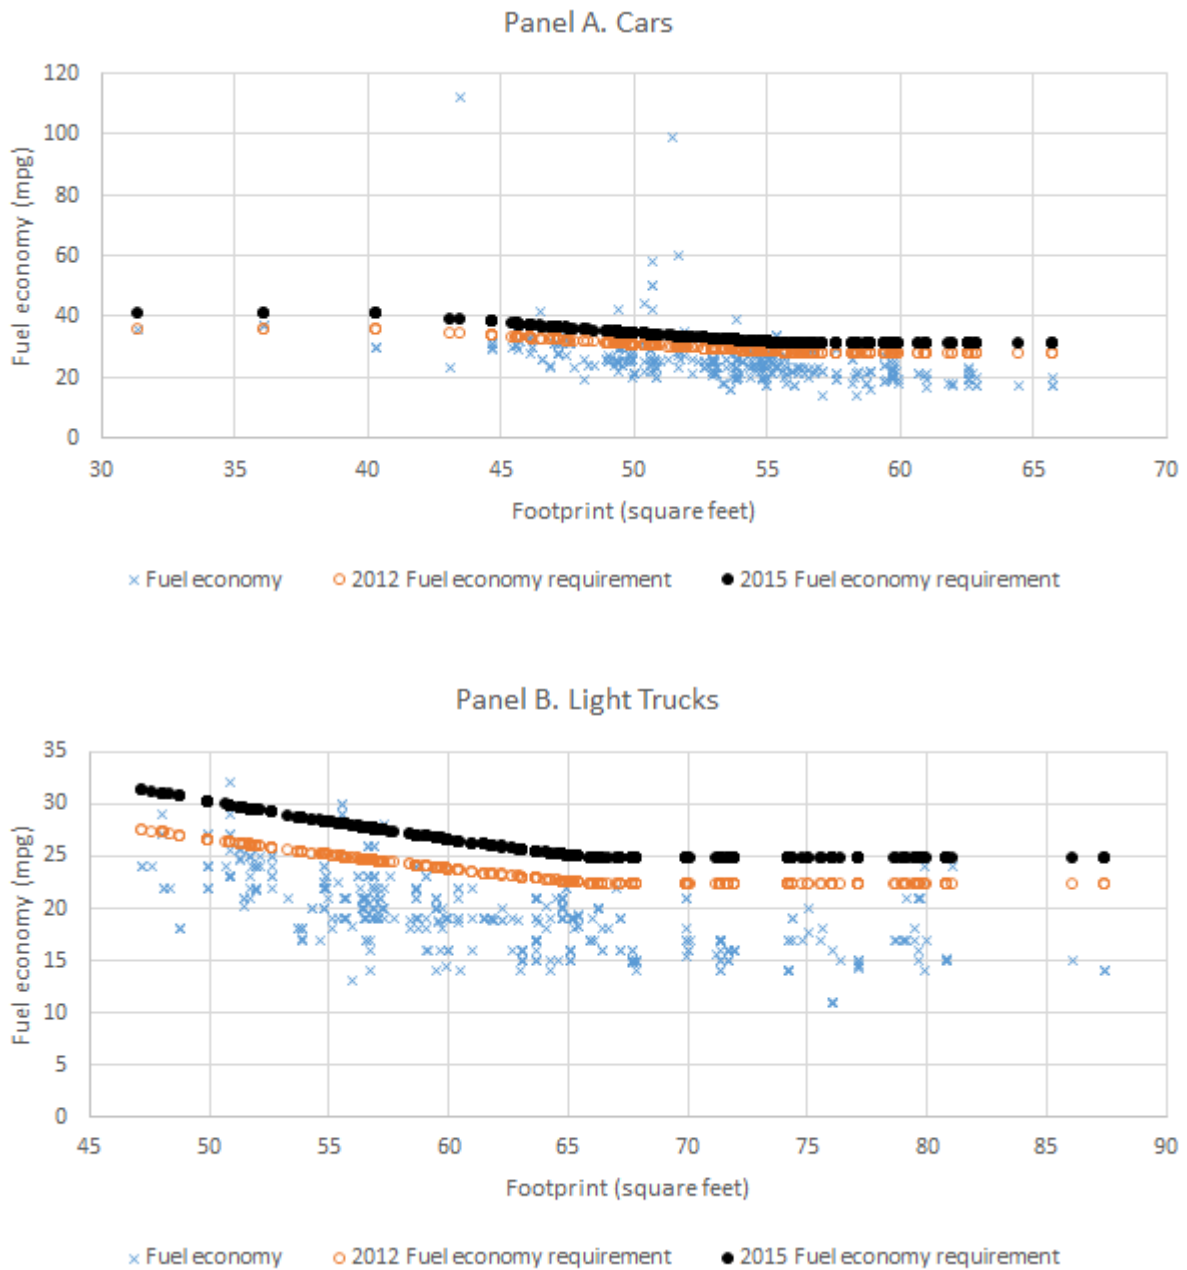 Panel A. Cars
120
100
80
60
40
20
0
Fuel economy (mpg)
30 35 40 45 50 55 60 65 70
Footprint (square feet)
Fuel economy 2012 Fuel economy requirement 2015 Fuel economy requirement
Panel B. Light Trucks
35
30
25
20
15
10
5
0
Fuel economy (mpg)
45 50 55 60 65 70 75 80 85 90
Footprint (square feet)
Fuel economy 2012 Fuel economy requirement 2015 Fuel economy requirement